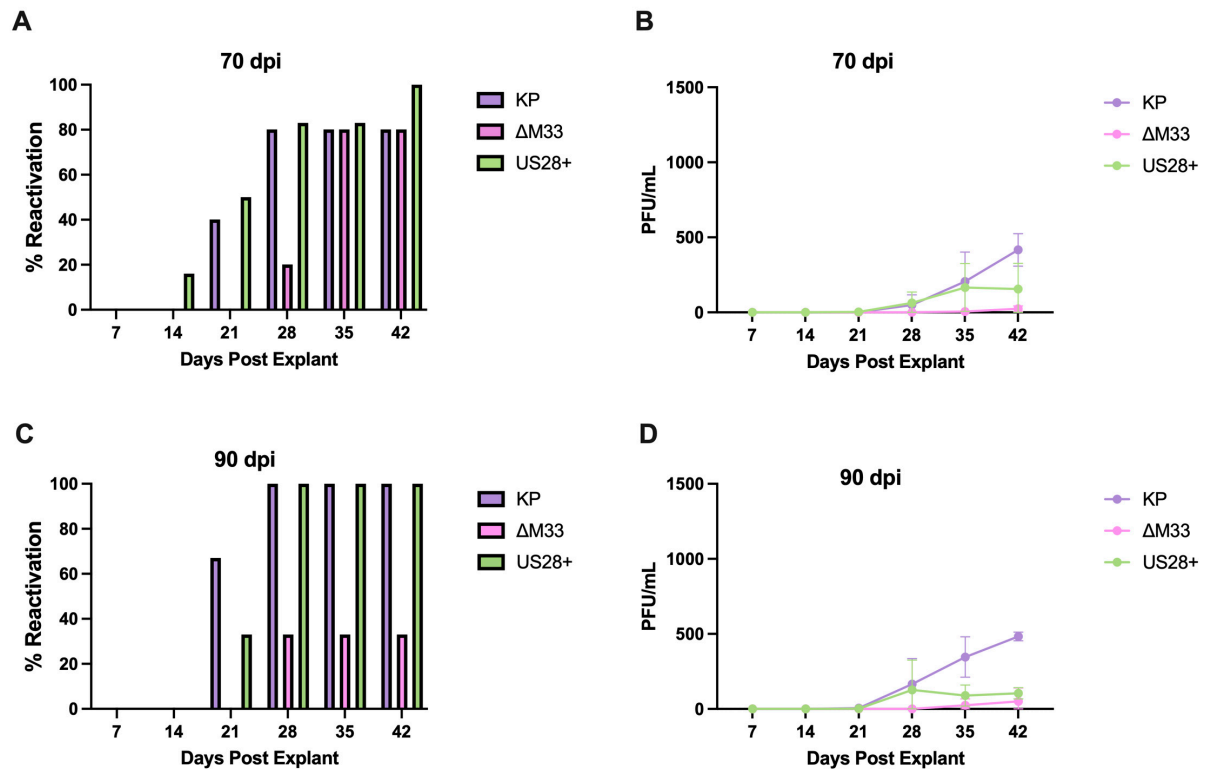 A
70 dpi
% Reactivation
100
80
60
40
20
0
7 14 21 28 35 42
Days Post Explant
KP
ΔM33
US28+
B
70 dpi
PFU/mL
1500
1000
500
0
7 14 21 28 35 42
Days Post Explant
KP
ΔM33
US28+
C
90 dpi
% Reactivation
100
80
60
40
20
0
7 14 21 28 35 42
Days Post Explant
KP
ΔM33
US28+
D
90 dpi
PFU/mL
1500
1000
500
0
7 14 21 28 35 42
Days Post Explant
KP
ΔM33
US28+